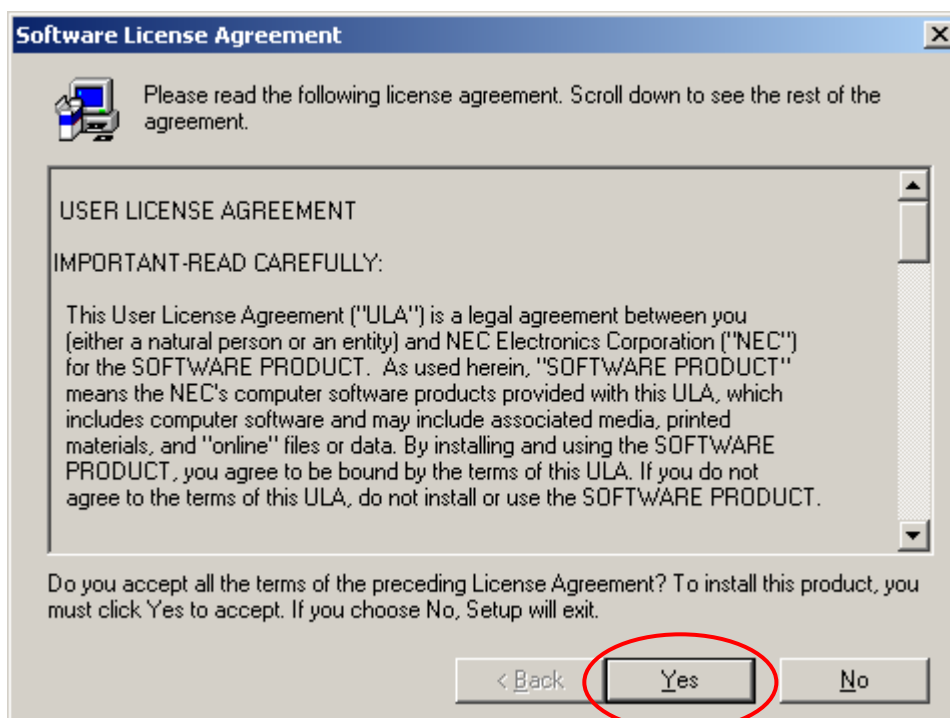 Software License Agreement
Please read the following license agreement. Scroll down to see the rest of the
agreement.
USER LICENSE AGREEMENT
IMPORTANT-READ CAREFULLY:
This User License Agreement ("ULA") is a legal agreement between you
(either a natural person or an entity) and NEC Electronics Corporation ("NEC")
for the SOFTWARE PRODUCT.  As used herein, "SOFTWARE PRODUCT"
means the NEC's computer software products provided with this ULA, which
includes computer software and may include associated media, printed
materials, and "online" files or data. By installing and using the SOFTWARE
PRODUCT, you agree to be bound by the terms of this ULA. If you do not
agree to the terms of this ULA, do not install or use the SOFTWARE PRODUCT.
Do you accept all the terms of the preceding License Agreement? To install this product, you
must click Yes to accept. If you choose No, Setup will exit.
< Back
Yes
No